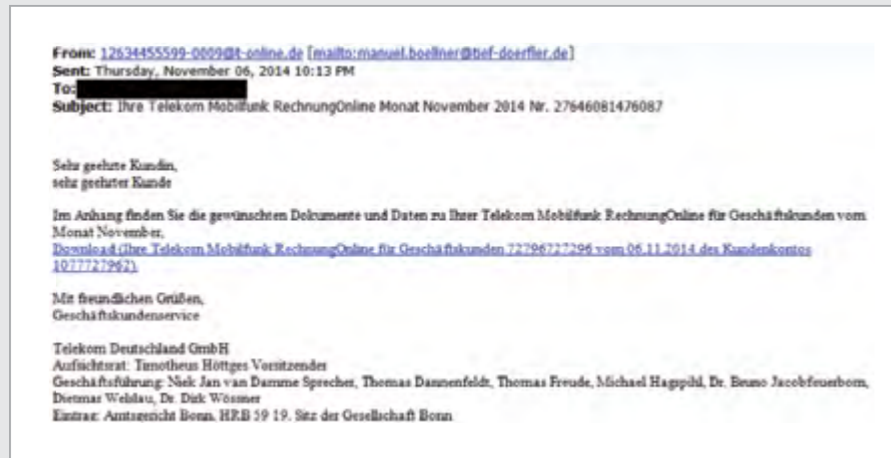 From: 12634455599-0009@t-online.de [mailto:manuel.boellner@tief-doerfler.de]
Sent: Thursday, November 06, 2014 10:13 PM
To:
Subject: Ihre Telekom Mobilfunk RechnungOnline Monat November 2014 Nr. 27646081476087
Sehr geehrte Kundin,
sehr geehrter Kunde
Im Anhang finden Sie die gewünschten Dokumente und Daten zu Ihrer Telekom Mobilfunk RechnungOnline für Geschäftskunden vom
Monat November.
Download (Ihre Telekom Mobilfunk RechnungOnline für Geschäftskunden 72796727296 vom 06.11.2014 des Kundenkontos
1077727962).
Mit freundlichen Grüßen,
Geschäftskundenservice
Telekom Deutschland GmbH
Aufsichtsrat: Timotheus Höttges Vorsitzender
Geschäftsführung: Niek Jan van Damme Sprecher, Thomas Dannenfeldt, Thomas Freude, Michael Hagspihl, Dr. Bruno Jacobfeuerborn,
Dietmar Welslau, Dr. Dirk Wössner
Eintrag: Amtsgericht Bonn, HRB 59 19, Sitz der Gesellschaft Bonn